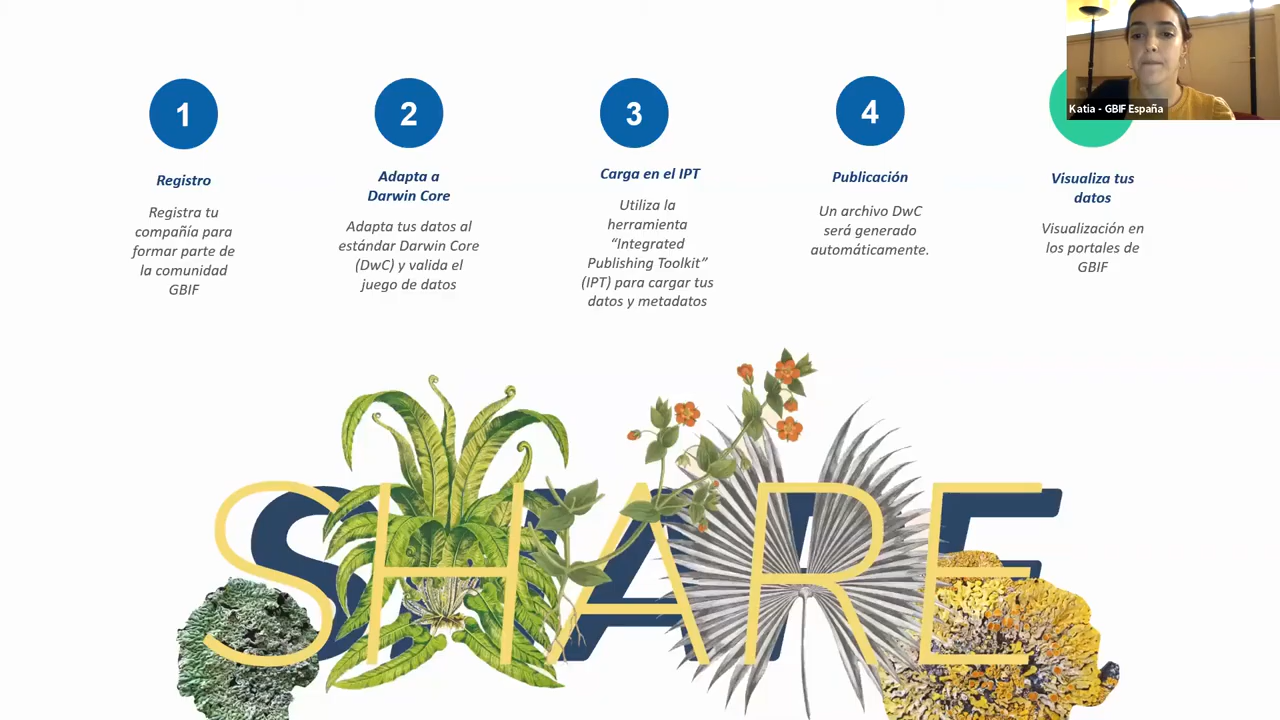 Katia - GBIF España
1
Registro
Registra tu
compañía para
formar parte de
la comunidad
GBIF
2
Adapta a
Darwin Core
Adapta tus datos al
estándar Darwin Core
(DwC) y valida el
juego de datos
3
Carga en el IPT
Utiliza la
herramienta
“Integrated
Publishing Toolkit”
(IPT) para cargar tus
datos y metadatos
4
Publicación
Un archivo DwC
será generado
automáticamente.
Visualiza tus
datos
Visualización en
los portales de
GBIF
SHARE